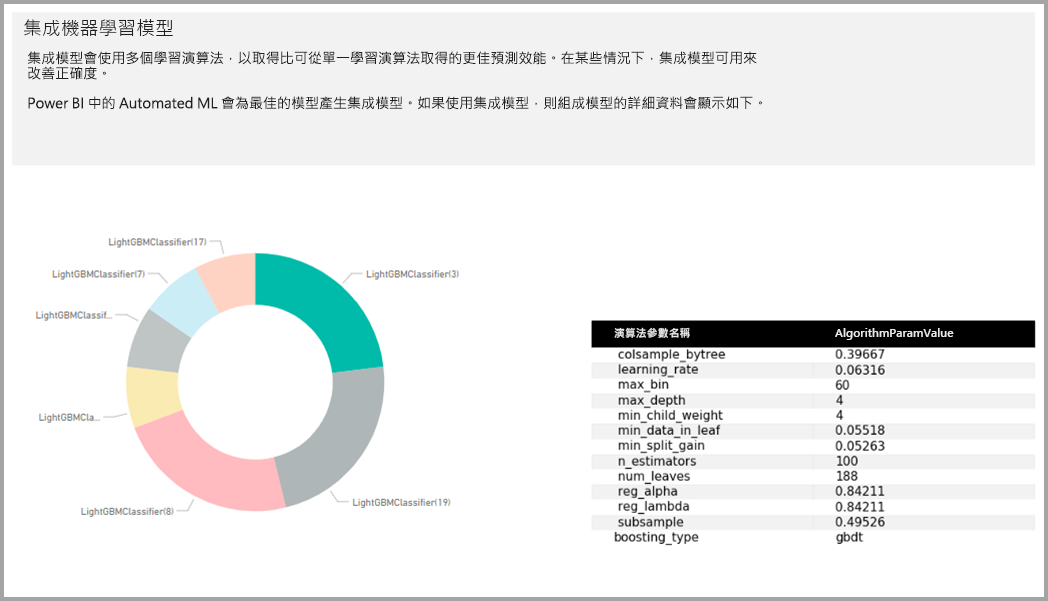 集成機器學習模型
集成模型會使用多個學習演算法，以取得比可從單一學習演算法取得的更佳預測效能。在某些情況下，集成模型可用來
改善正確度。
Power BI 中的 Automated ML 會為最佳的模型產生集成模型。如果使用集成模型，則組成模型的詳細資料會顯示如下。
LightGBMClassifier(17)
LightGBMClassifier(7)
LightGBMClassifier(3)
LightGBMClassif...
LightGBMCla...
LightGBMClassifier(19)
LightGBMClassifier(8)
演算法參數名稱 AlgorithmParamValue
colsample_bytree 0.39667
learning_rate 0.06316
max_bin 60
max_depth 4
min_child_weight 4
min_data_in_leaf 0.05518
min_split_gain 0.05263
n_estimators 100
num_leaves 188
reg_alpha 0.84211
reg_lambda 0.84211
subsample 0.49526
boosting_type gbdt